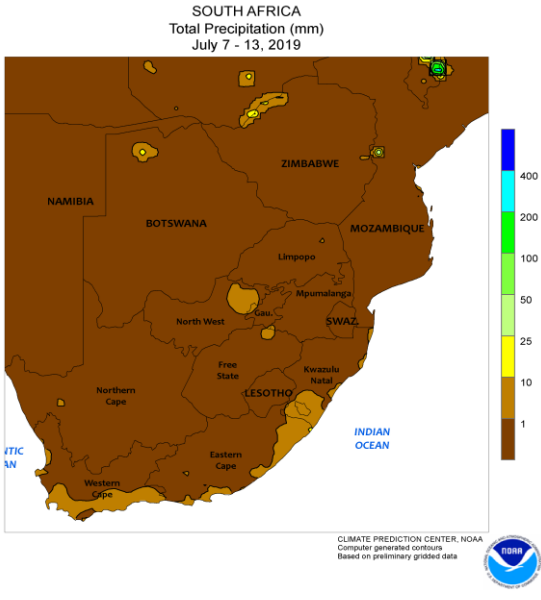 SOUTH AFRICA
Total Precipitation (mm)
July 7 - 13, 2019
ZIMBABWE
NAMIBIA
BOTSWANA
MOZAMBIQUE
Limpopo
Mpumalanga
North West
Gau.
SWAZ.
Free
State
Kwazulu
Natal
Northern
Cape
LESOTHO
INDIAN
OCEAN
NTIC
AN
Eastern
Cape
Western
Cape
400
200
100
50
25
10
1
CLIMATE PREDICTION CENTER, NOAA
Computer generated contours
Based on preliminary gridded data
NOAA